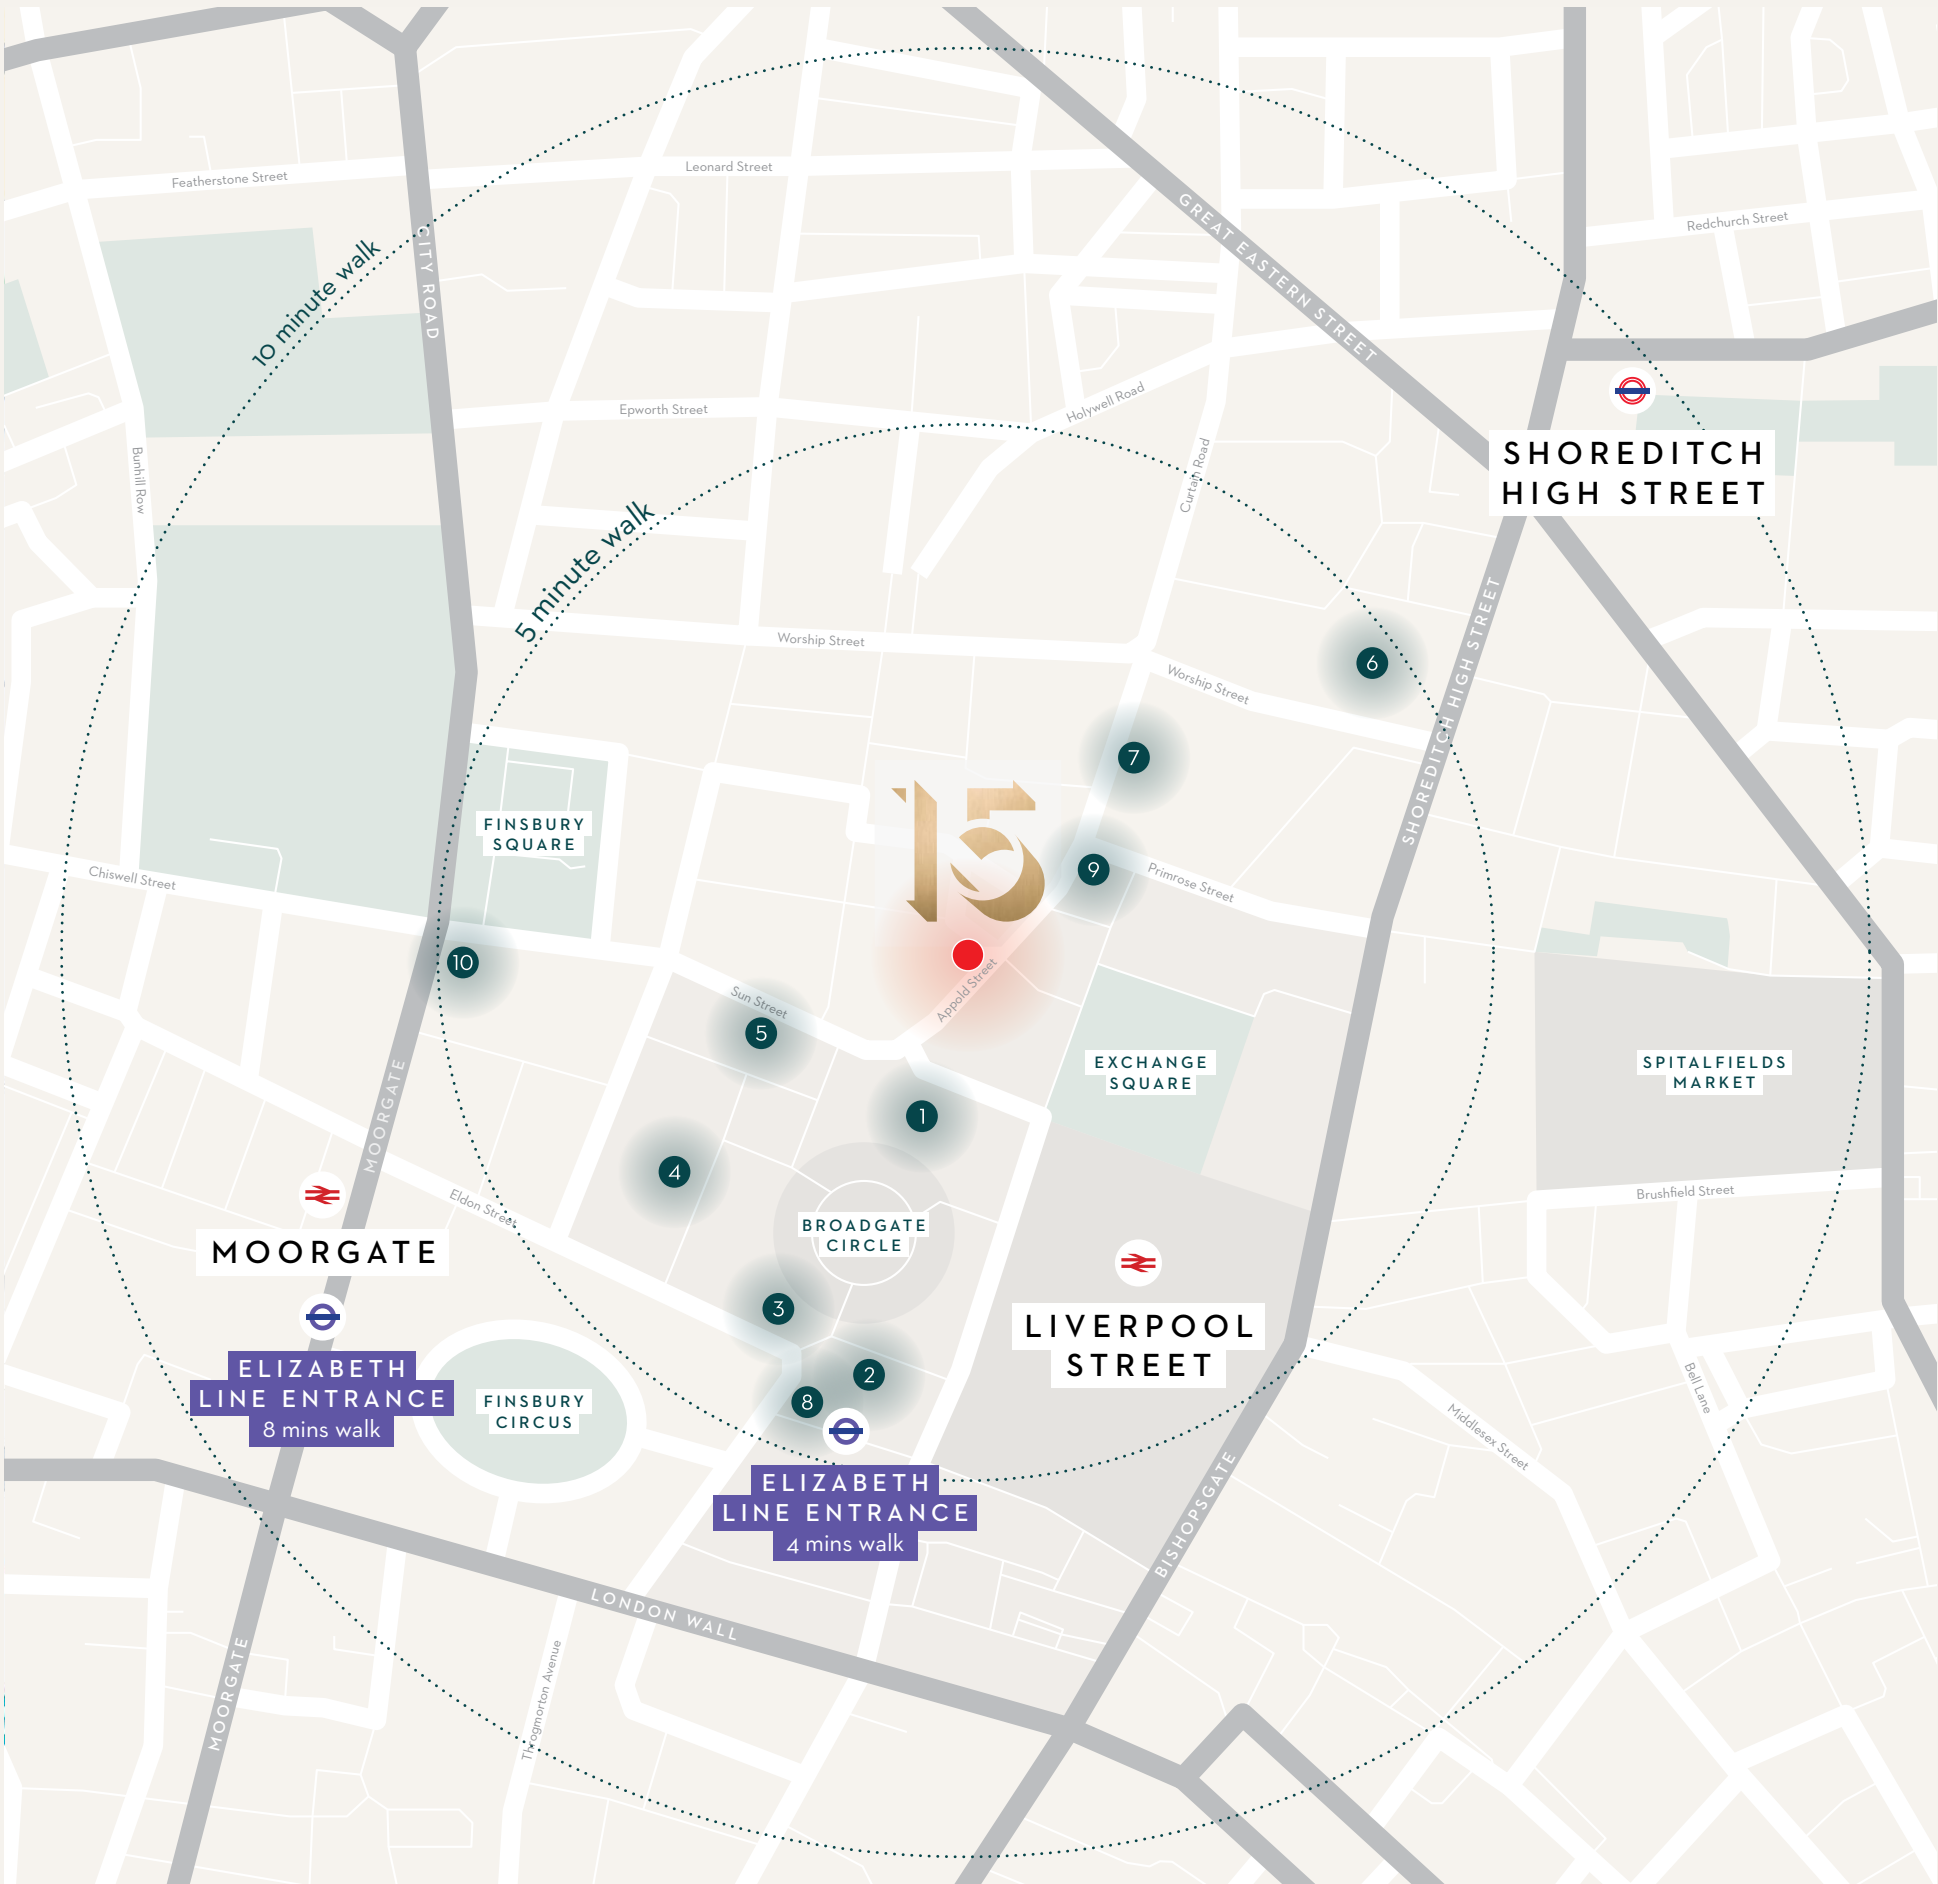 Leonard Street
Featherstone Street
GREAT EASTERN STREET
Redchurch Street
CITY ROAD
10 minute walk
Holywell Road
Epworth Street
Curtain Road
Bunhill Row
SHOREDITCH
HIGH STREET
5 minute walk
Worship Street
Worship Street
6
SHOREDITCH HIGH STREET
7
FINSBURY
SQUARE
15
9
Primrose Street
Chiswell Street
10
Sun Street
Appold Street
5
EXCHANGE
SQUARE
SPITALFIELDS
MARKET
MOORGATE
1
4
Eldon Street
Brushfield Street
BROADGATE
CIRCLE
MOORGATE
3
LIVERPOOL
STREET
2
8
ELIZABETH
LINE ENTRANCE
8 mins walk
FINSBURY
CIRCUS
Bell Lane
Middlesex Street
ELIZABETH
LINE ENTRANCE
4 mins walk
BISHOPSGATE
LONDON WALL
MOORGATE
Throgmorton Avenue